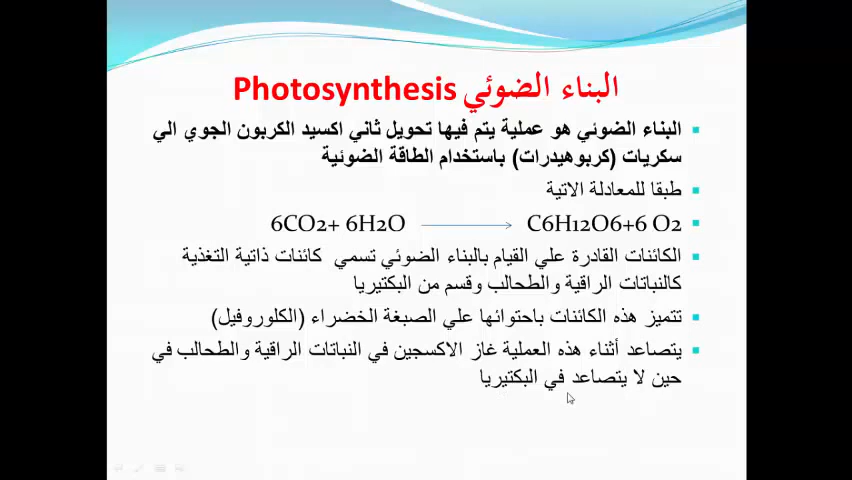 البناء الضوئي Photosynthesis
البناء الضوئي هو عملية يتم فيها تحويل ثاني اكسيد الكربون الجوي الي
سكريات (كربوهيدرات) باستخدام الطاقة الضوئية
طبقا للمعادلة الاتية
6CO2+ 6H2O ⟶ C6H12O6+6 O2
الكائنات القادرة علي القيام بالبناء الضوئي تسمي كائنات ذاتية التغذية
كالنباتات الراقية والطحالب وقسم من البكتيريا
تتميز هذه الكائنات باحتوائها علي الصبغة الخضراء (الكلوروفيل)
يتصاعد أثناء هذه العملية غاز الاكسجين في النباتات الراقية والطحالب في
حين لا يتصاعد في البكتيريا